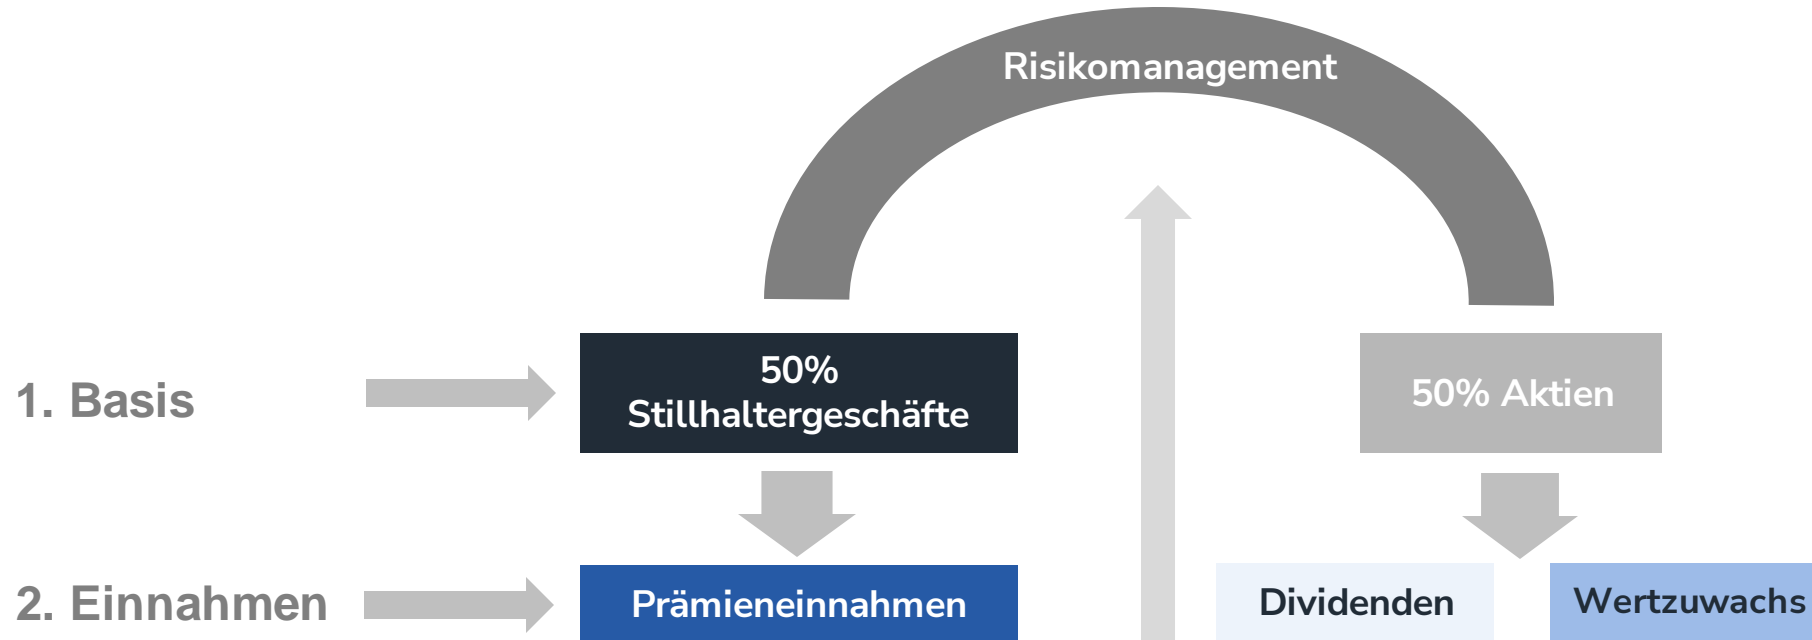 Risikomanagement
1. Basis
50%
Stillhaltergeschäfte
50% Aktien
2. Einnahmen
Prämieneinnahmen
Dividenden
Wertzuwachs